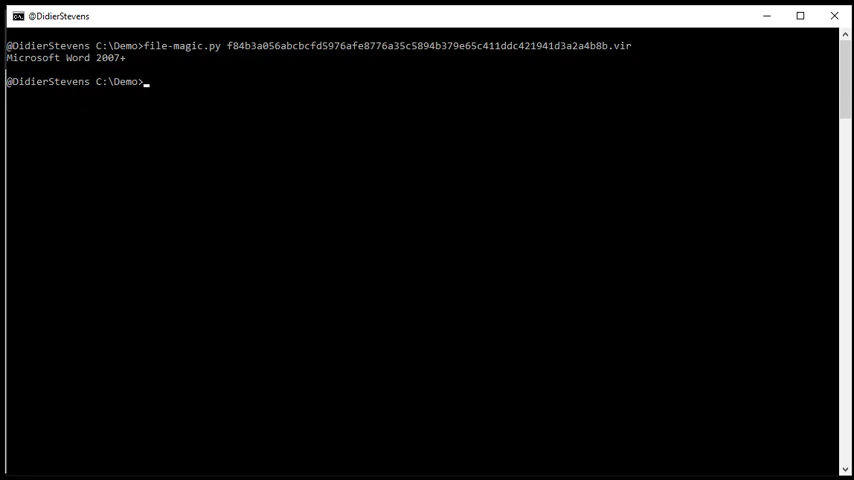 @DidierStevens
@DidierStevens C:\Demo>file-magic.py f84b3a056abcbcfd5976afe8776a35c5894b379e65c411ddc421941d3a2a4b8b.vir
Microsoft Word 2007+
@DidierStevens C:\Demo>